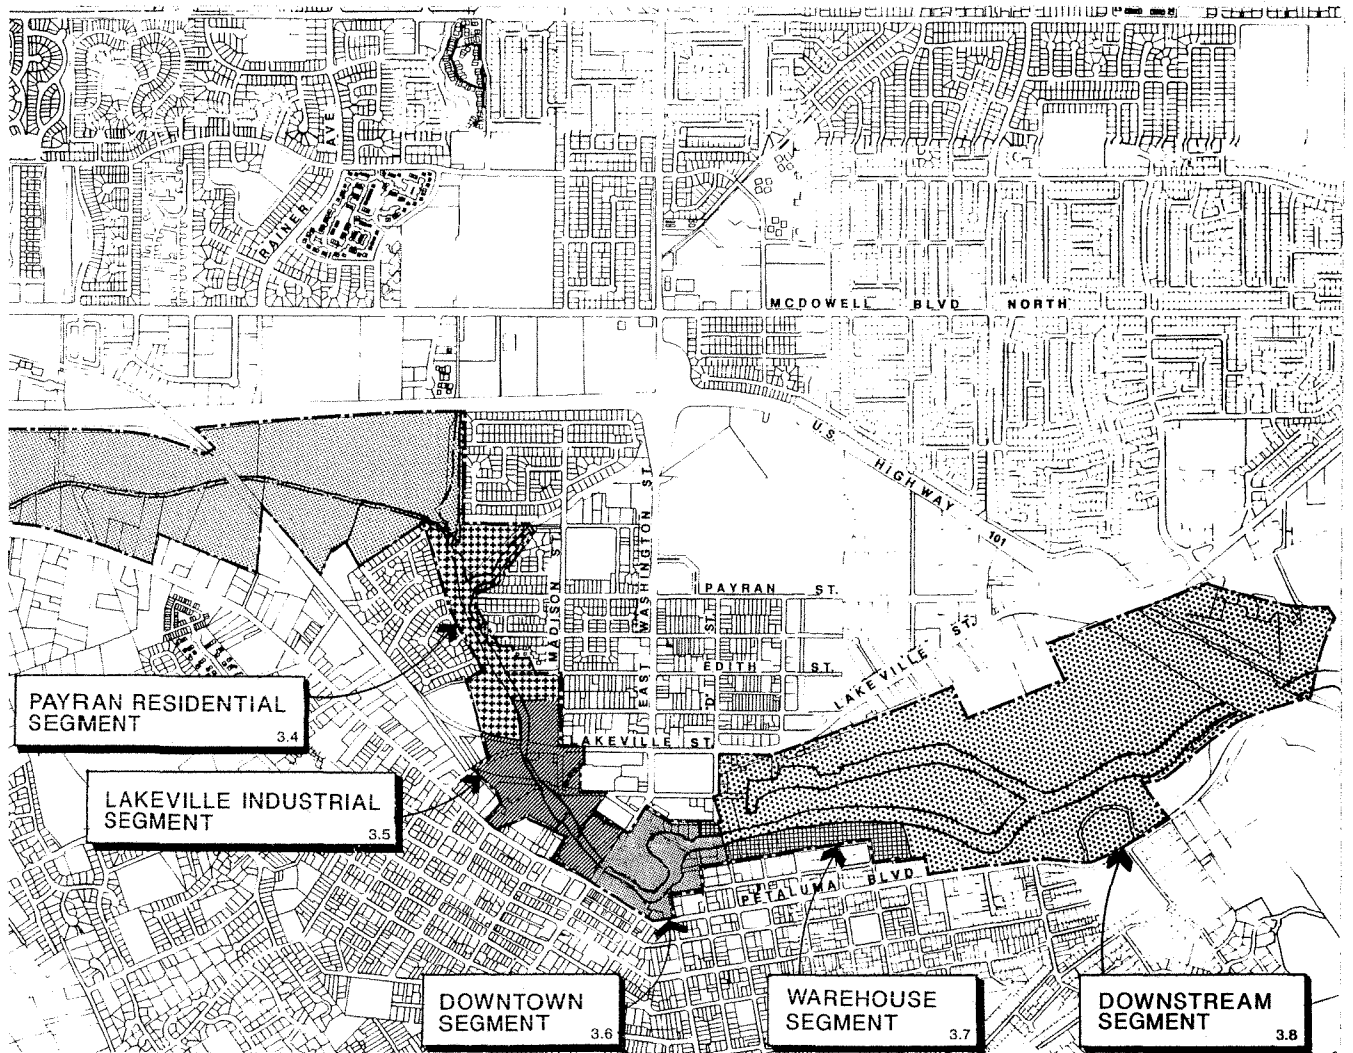 RAINER AVE
MCDOWELL BLVD NORTH
U.S. HIGHWAY 101
MADISON ST.
EAST WASHINGTON ST.
PAYRAN ST.
"D" ST.
EDITH ST.
LAKEVILLE ST.
LAKEVILLE ST.
PETALUMA BLVD
PAYRAN RESIDENTIAL
SEGMENT
3.4
LAKEVILLE INDUSTRIAL
SEGMENT
3.5
DOWNTOWN
SEGMENT
3.6
WAREHOUSE
SEGMENT
3.7
DOWNSTREAM
SEGMENT
3.8